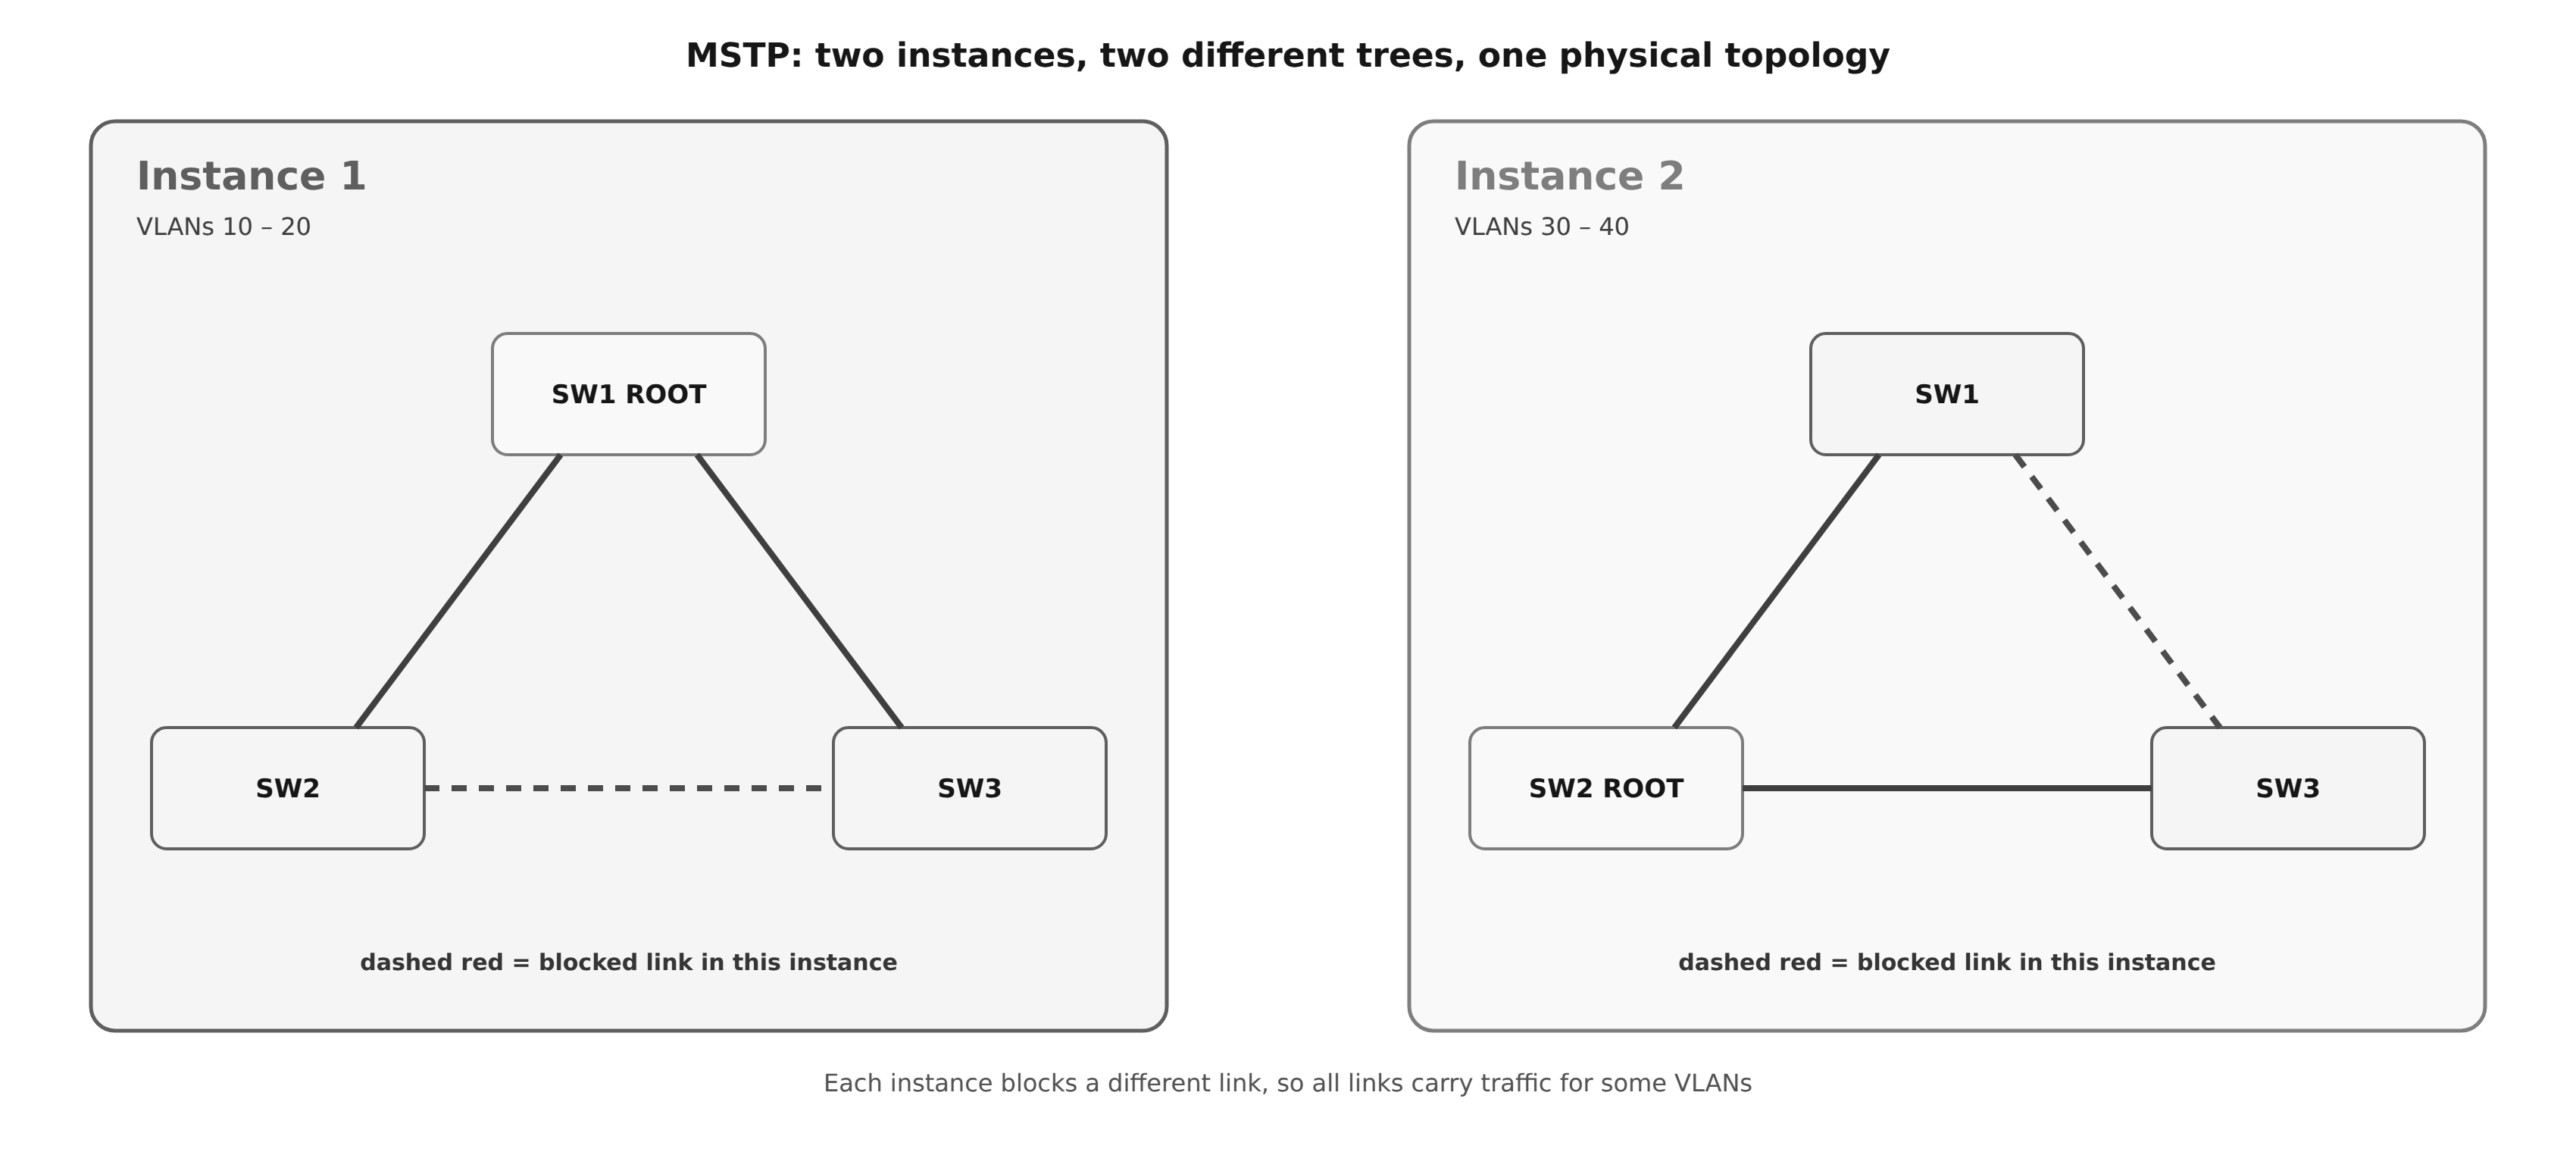 MSTP: two instances, two different trees, one physical topology
Instance 1
VLANs 10 – 20
SW1 ROOT
SW2
SW3
dashed red = blocked link in this instance
Instance 2
VLANs 30 – 40
SW1
SW2 ROOT
SW3
dashed red = blocked link in this instance
Each instance blocks a different link, so all links carry traffic for some VLANs